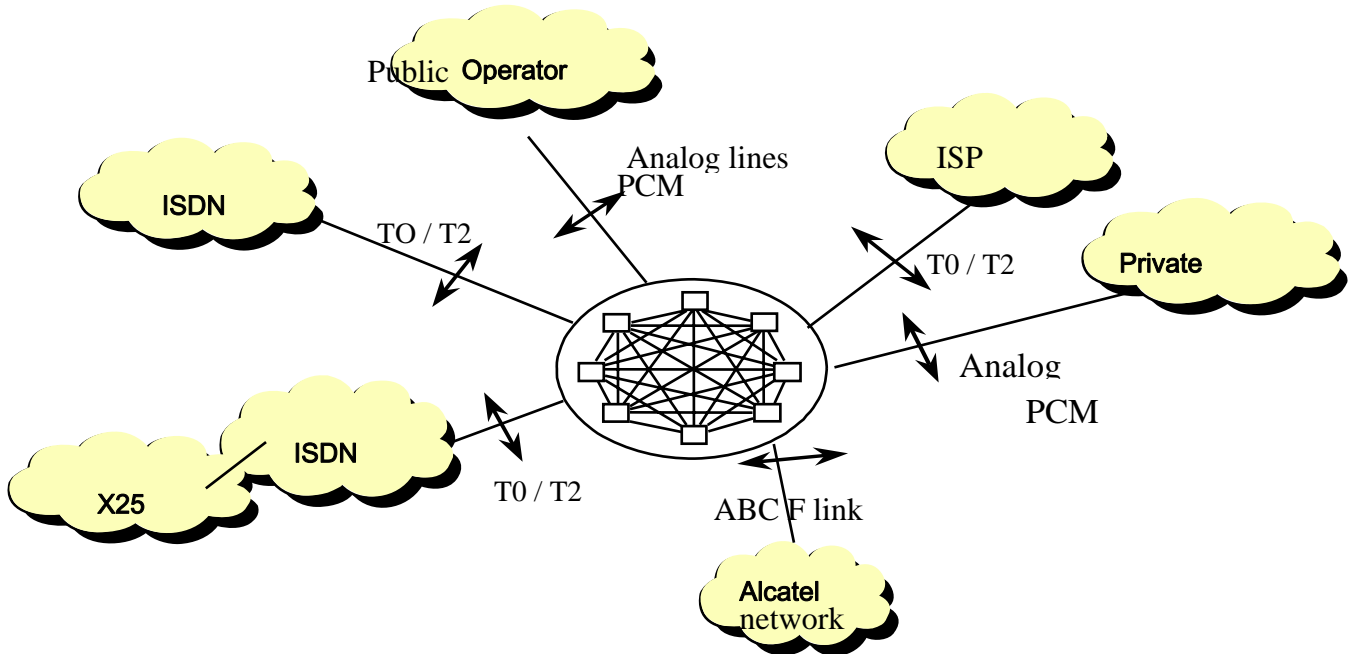 Public Operator
Analog lines
PCM
ISP
ISDN
TO / T2
T0 / T2
Private
Analog
PCM
ISDN
X25
T0 / T2
ABC F link
Alcatel
network